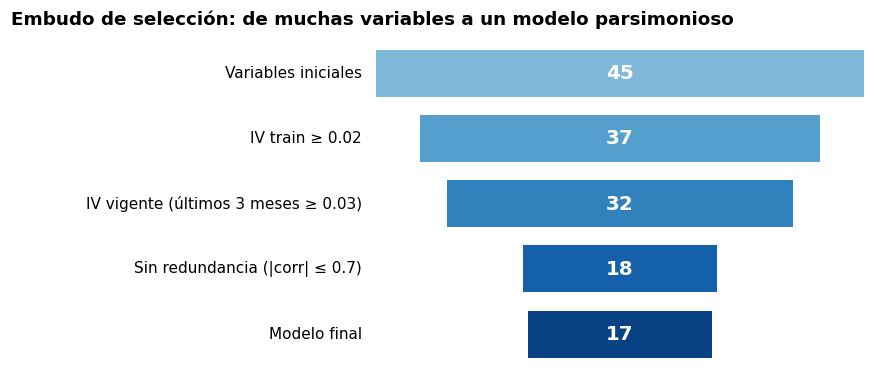 Embudo de selección: de muchas variables a un modelo parsimonioso
Variables iniciales 45
IV train ≥ 0.02 37
IV vigente (últimos 3 meses ≥ 0.03) 32
Sin redundancia (|corr| ≤ 0.7) 18
Modelo final 17